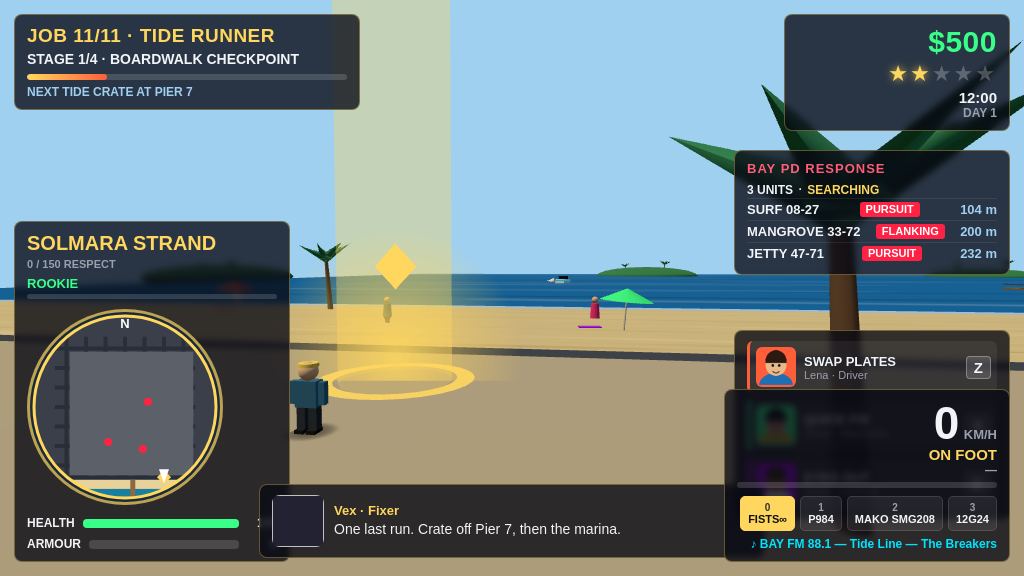 JOB 11/11 · TIDE RUNNER
STAGE 1/4 · BOARDWALK CHECKPOINT
NEXT TIDE CRATE AT PIER 7
$500
12:00
DAY 1
BAY PD RESPONSE
3 UNITS · SEARCHING
SURF 08-27 PURSUIT 104 m
MANGROVE 33-72 FLANKING 200 m
JETTY 47-71 PURSUIT 232 m
SOLMARA STRAND
0 / 150 RESPECT
ROOKIE
N
HEALTH
ARMOUR
SWAP PLATES
Lena · Driver
Z
0 KM/H
ON FOOT
—
0 1 2 3
FISTS∞ P984 MAKO SMG208 12G24
♪ BAY FM 88.1 — Tide Line — The Breakers
Vex · Fixer
One last run. Crate off Pier 7, then the marina.